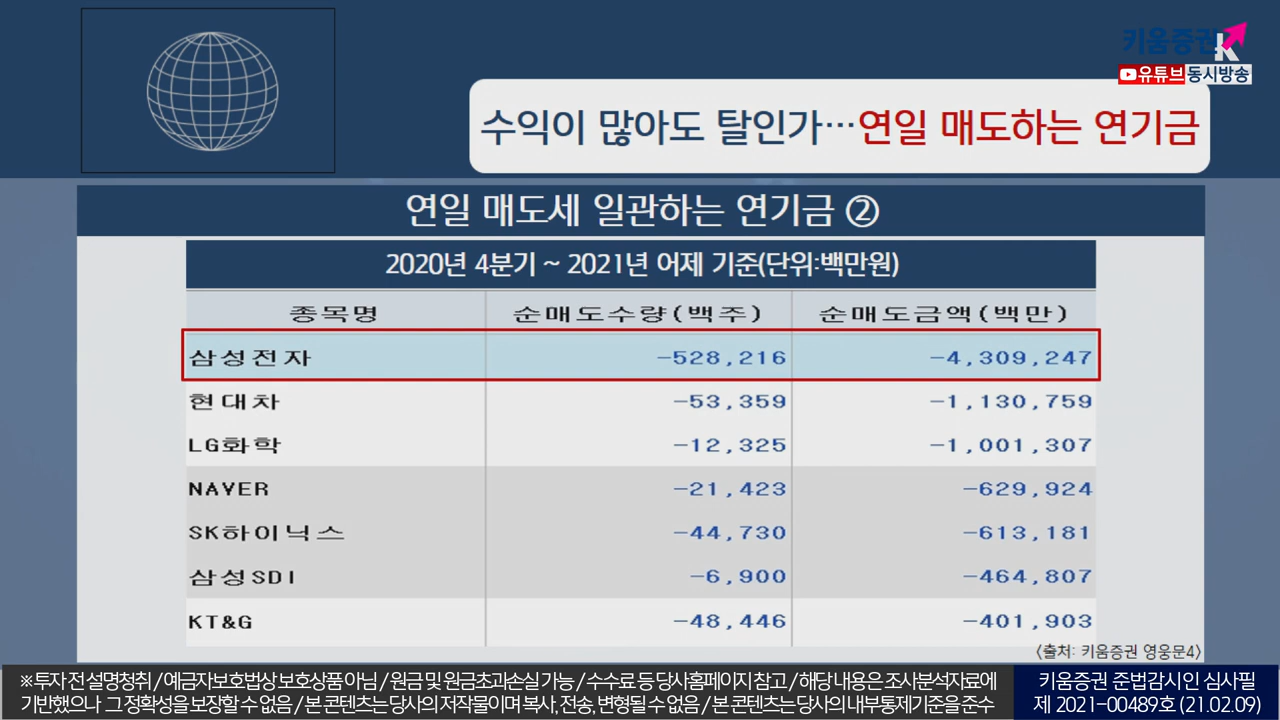 키움증권
유튜브 동시방송
수익이 많아도 탈인가…연일 매도하는 연기금
연일 매도세 일관하는 연기금 ②
2020년 4분기 ~ 2021년 어제 기준(단위:백만원)
종목명 순매도수량(백주) 순매도금액(백만)
삼성전자 -528,216 -4,309,247
현대차 -53,359 -1,130,759
LG화학 -12,325 -1,001,307
NAVER -21,423 -629,924
SK하이닉스 -44,730 -613,181
삼성SDI -6,900 -464,807
KT&G -48,446 -401,903
<출처: 키움증권 영웅문4>
※투자 전 설명청취 / 예금자보호법상 보호상품 아님 / 원금 및 원금초과손실 가능 / 수수료 등 당사홈페이지 참고 / 해당 내용은 조사분석자료에
기반했으나 그 정확성을 보장할 수 없음 / 본 콘텐츠는 당사의 저작물이며 복사, 전송, 변형될 수 없음 / 본 콘텐츠는 당사의 내부통제기준을 준수
키움증권 준법감시인 심사필
제 2021-00489호 (21.02.09)